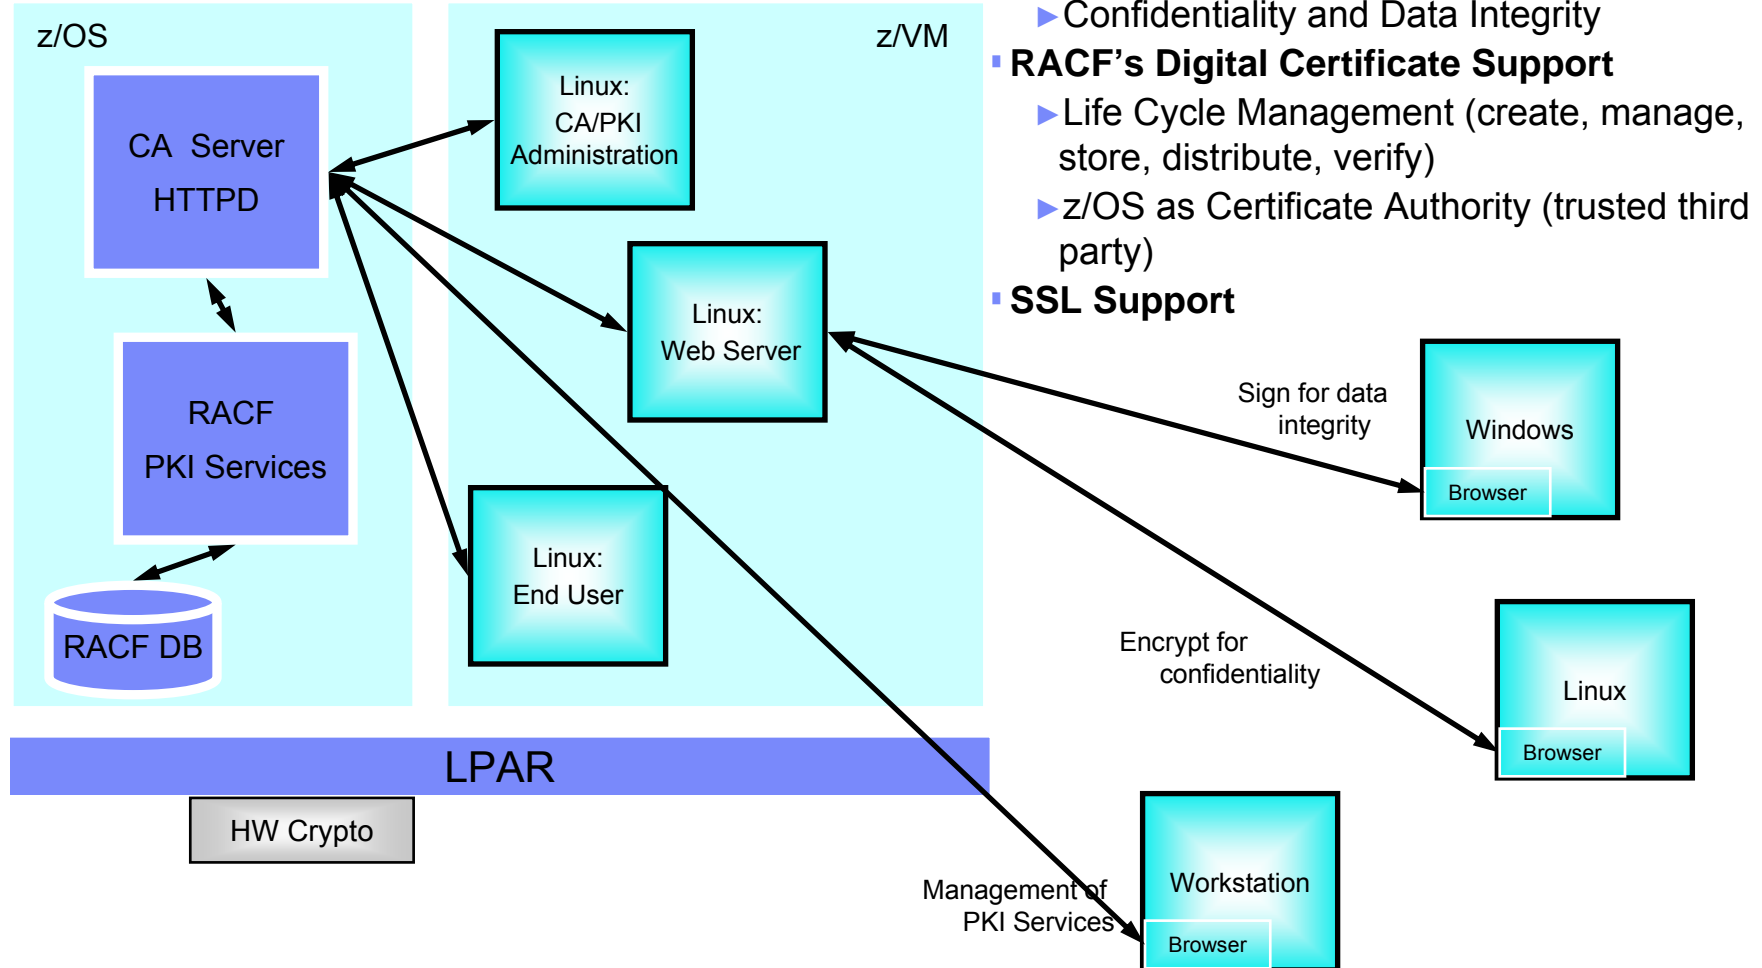 z/OS
z/VM
CA Server
HTTPD
RACF
PKI Services
RACF DB
Linux:
CA/PKI
Administration
Linux:
Web Server
Linux:
End User
LPAR
HW Crypto
►Confidentiality and Data Integrity
RACF’s Digital Certificate Support
►Life Cycle Management (create, manage,
store, distribute, verify)
►z/OS as Certificate Authority (trusted third
party)
SSL Support
Sign for data
integrity
Windows
Browser
Encrypt for
confidentiality
Linux
Browser
Management of
PKI Services
Workstation
Browser